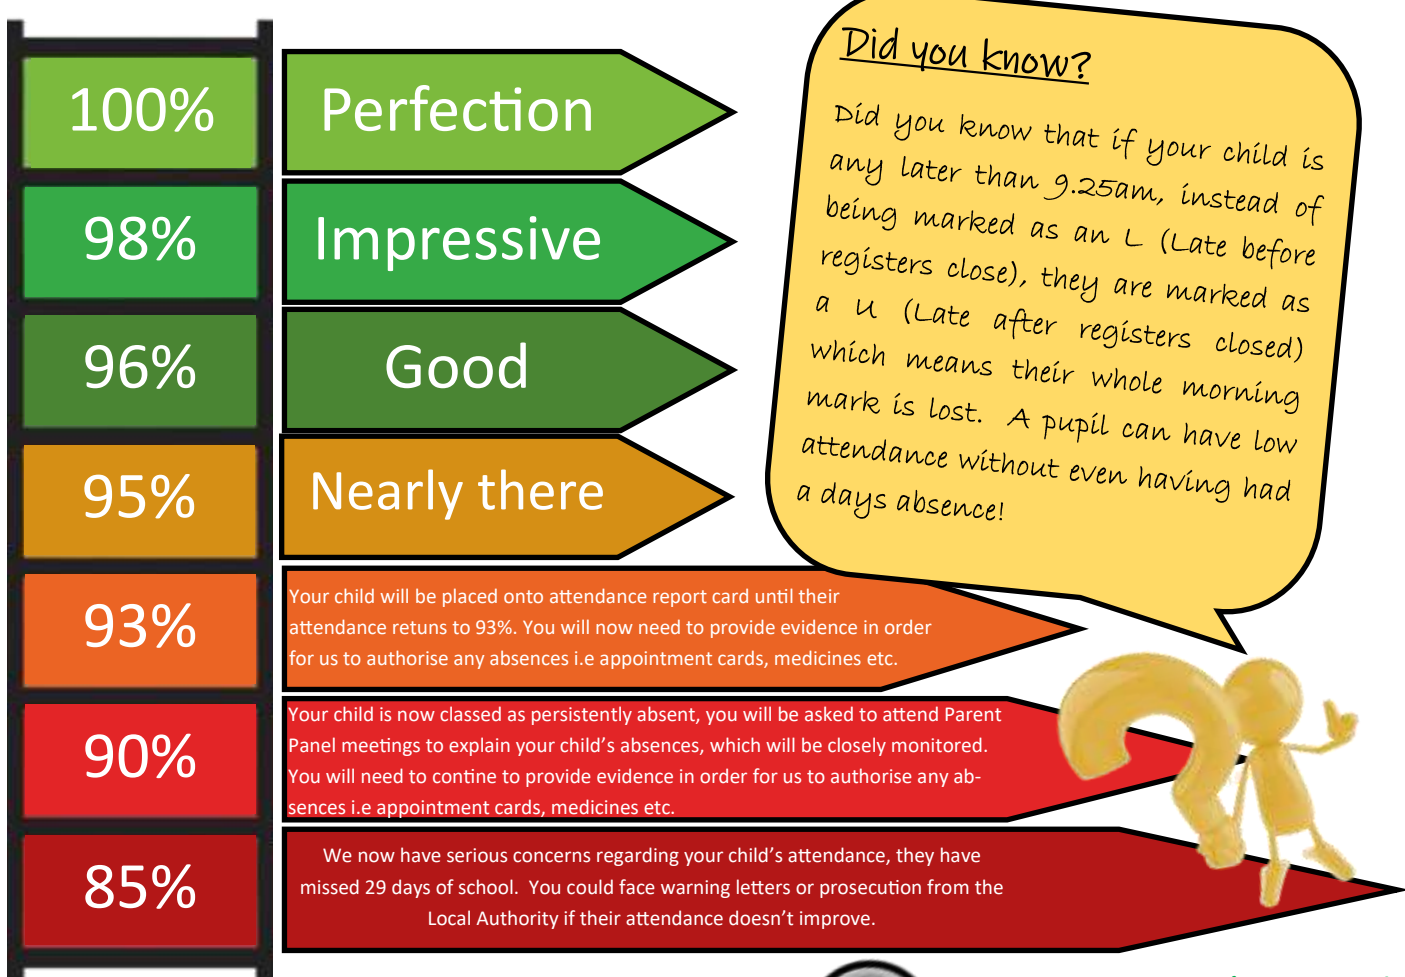 100%
Perfection
98%
Impressive
96%
Good
95%
Nearly there
93%
Your child will be placed onto attendance report card until their
attendance retuns to 93%. You will now need to provide evidence in order
for us to authorise any absences i.e appointment cards, medicines etc.
90%
Your child is now classed as persistently absent, you will be asked to attend Parent
Panel meetings to explain your child's absences, which will be closely monitored.
You will need to contine to provide evidence in order for us to authorise any ab-
sences i.e appointment cards, medicines etc.
85%
We now have serious concerns regarding your child's attendance, they have
missed 29 days of school.  You could face warning letters or prosecution from the
Local Authority if their attendance doesn't improve.
Did you know?
Did you know that if your child is
any later than 9.25am, instead of
being marked as an L (Late before
registers close), they are marked as
a U (Late after registers closed)
which means their whole morning
mark is lost.  A pupil can have low
attendance without even having had
a days absence!